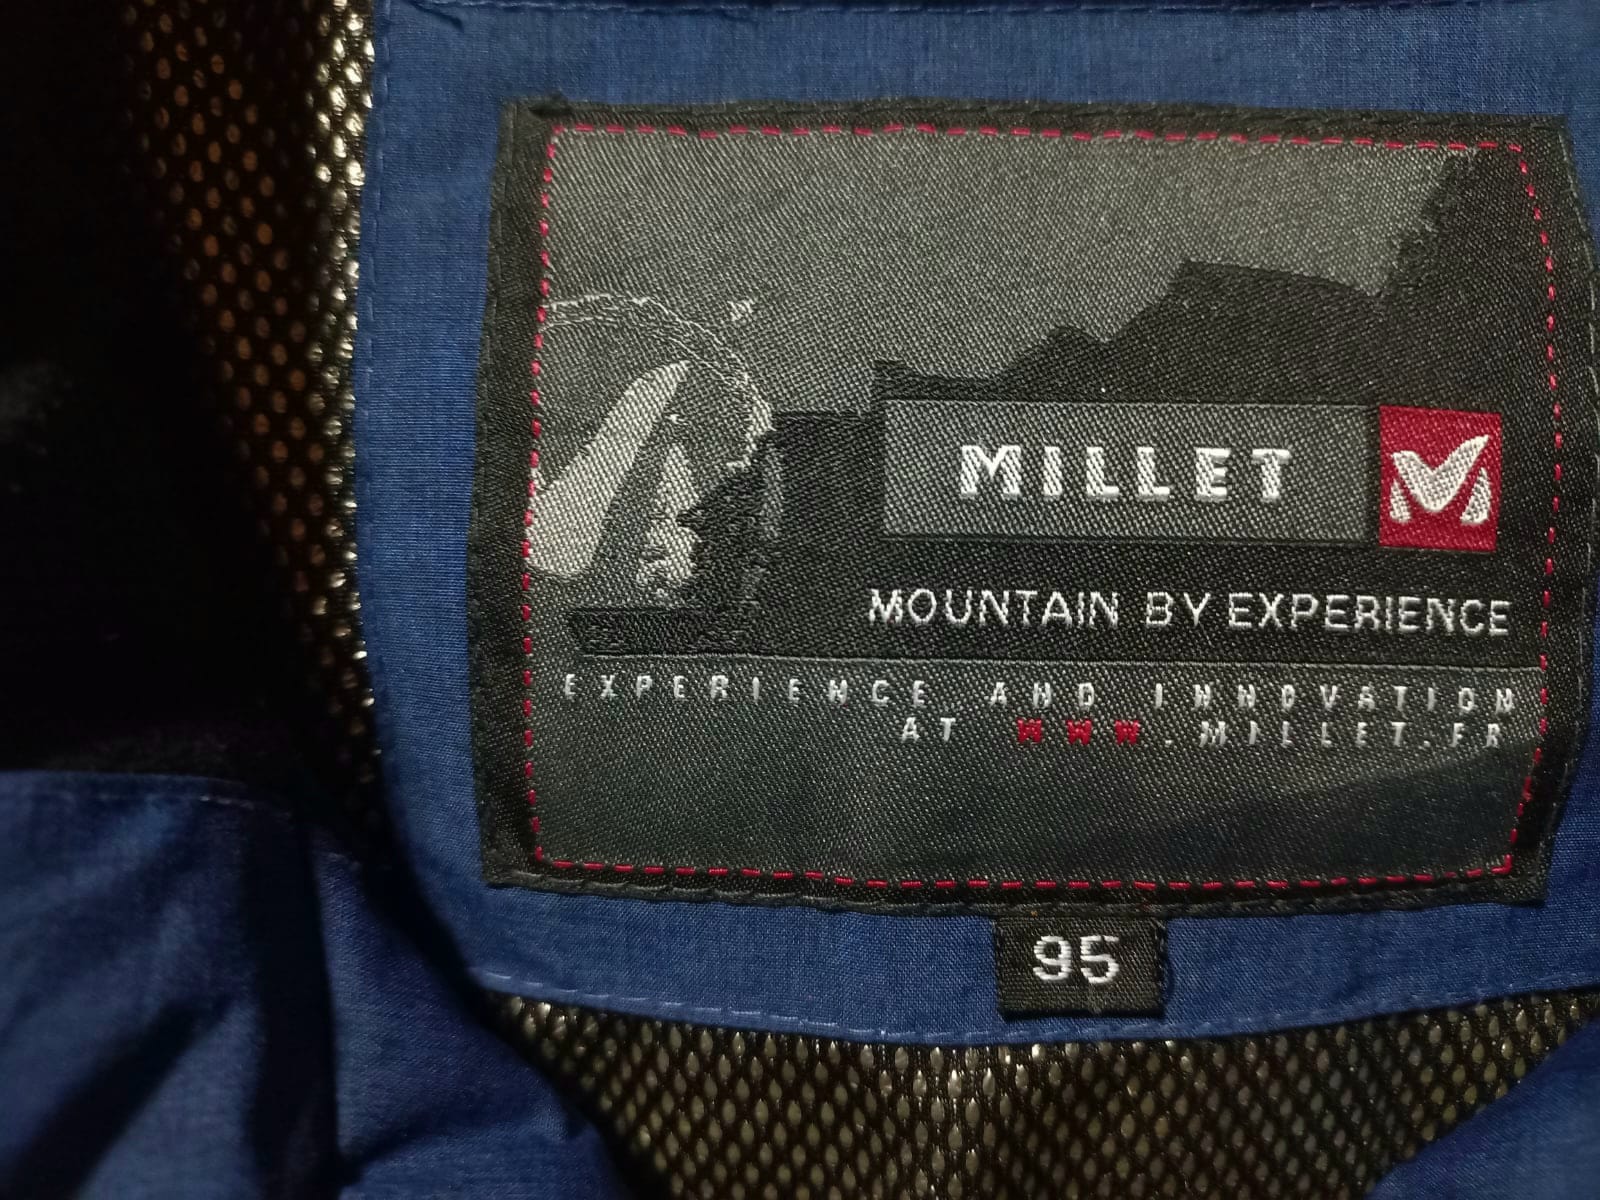 MILLET
MOUNTAIN BY EXPERIENCE
EXPERIENCE AND INNOVATION
AT WWW.MILLET.FR
95